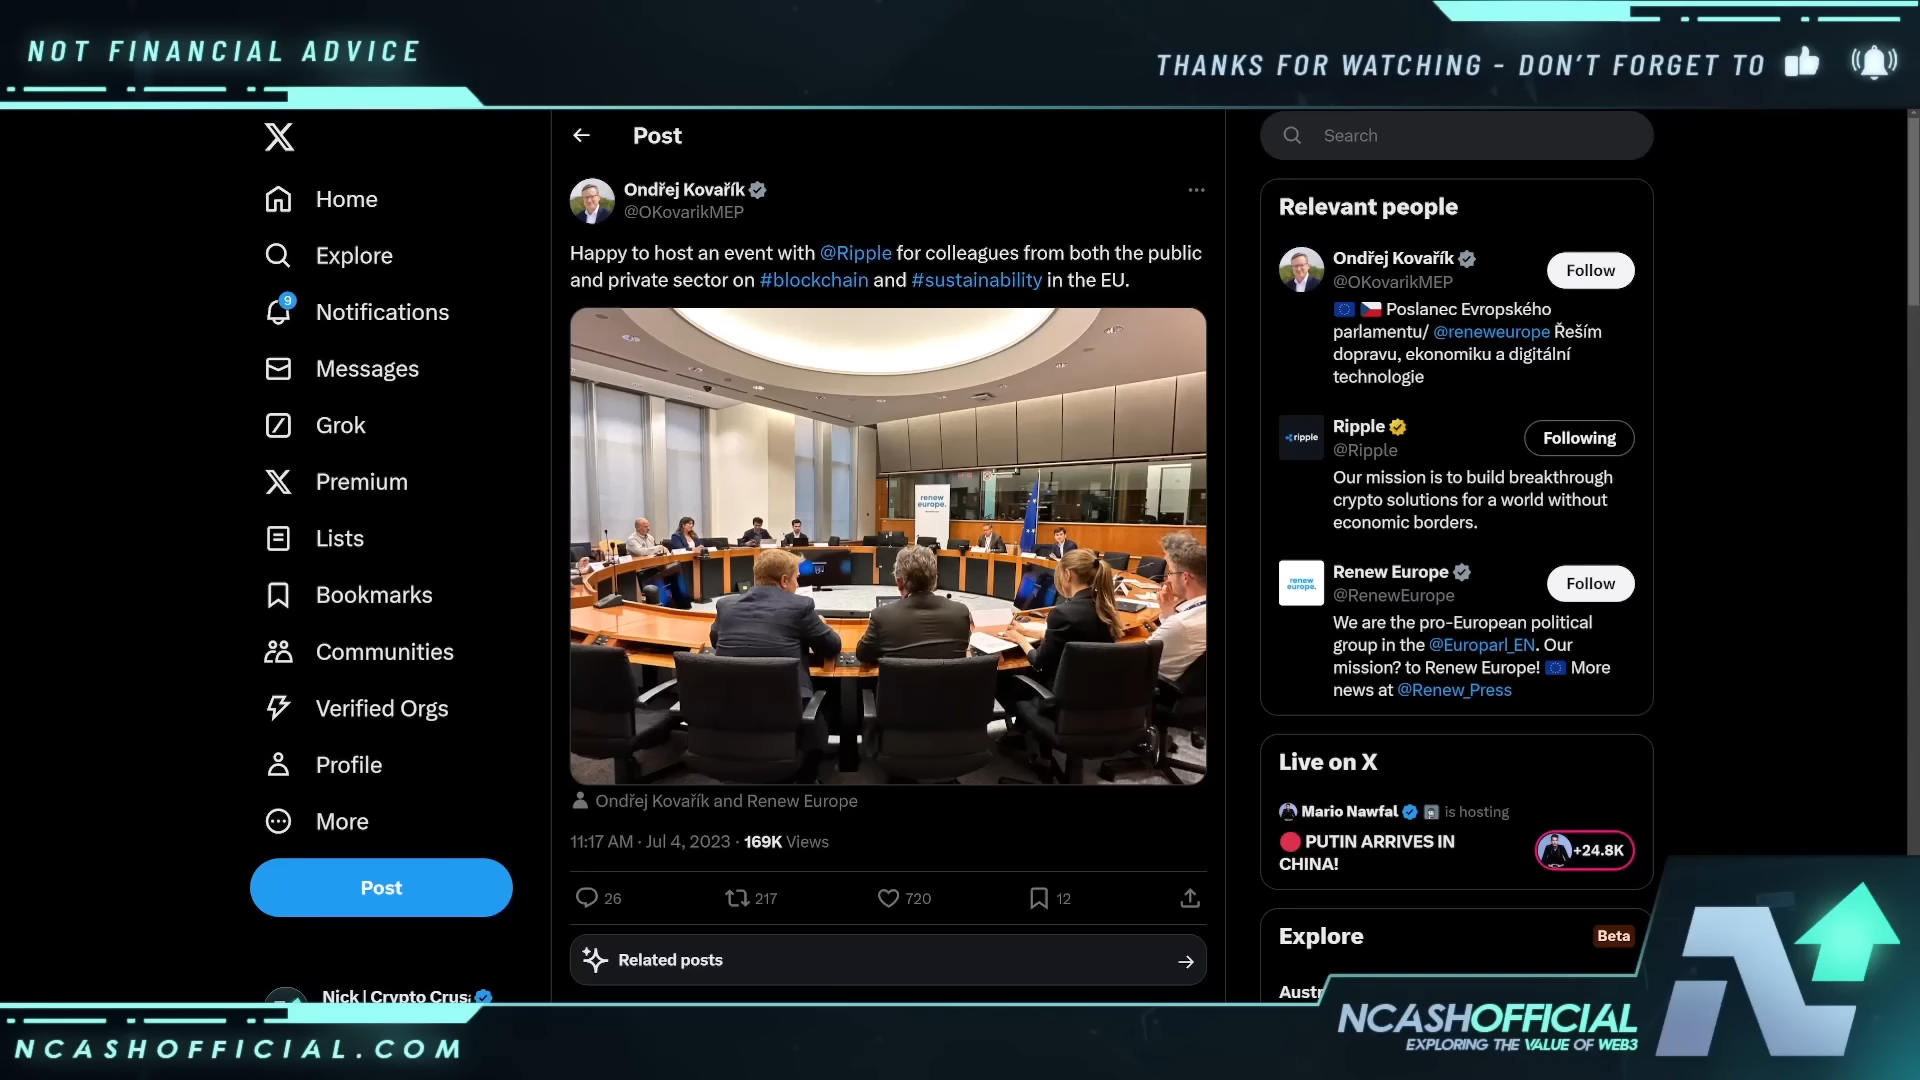 NOT FINANCIAL ADVICE
THANKS FOR WATCHING - DON'T FORGET TO
Home
Explore
9
Notifications
Messages
Grok
Premium
Lists
Bookmarks
Communities
Verified Orgs
Profile
More
Post
Nick | Crypto Crus
Post
Ondřej Kovařík
@OKovarikMEP
Happy to host an event with @Ripple for colleagues from both the public
and private sector on #blockchain and #sustainability in the EU.
renew
europe.
Ondřej Kovařík and Renew Europe
11:17 AM · Jul 4, 2023 · 169K Views
26
217
720
12
Related posts
Search
Relevant people
Ondřej Kovařík
@OKovarikMEP
Follow
🇪🇺 🇨🇿 Poslanec Evropského
parlamentu/ @reneweurope Řeším
dopravu, ekonomiku a digitální
technologie
ripple
Ripple
@Ripple
Following
Our mission is to build breakthrough
crypto solutions for a world without
economic borders.
renew
europe.
Renew Europe
@RenewEurope
Follow
We are the pro-European political
group in the @Europarl_EN. Our
mission? to Renew Europe! 🇪🇺 More
news at @Renew_Press
Live on X
Mario Nawfal is hosting
🔴 PUTIN ARRIVES IN
CHINA!
+24.8K
Explore
Beta
Austr
NCASHOFFICIAL.COM
NCASHOFFICIAL
EXPLORING THE VALUE OF WEB3